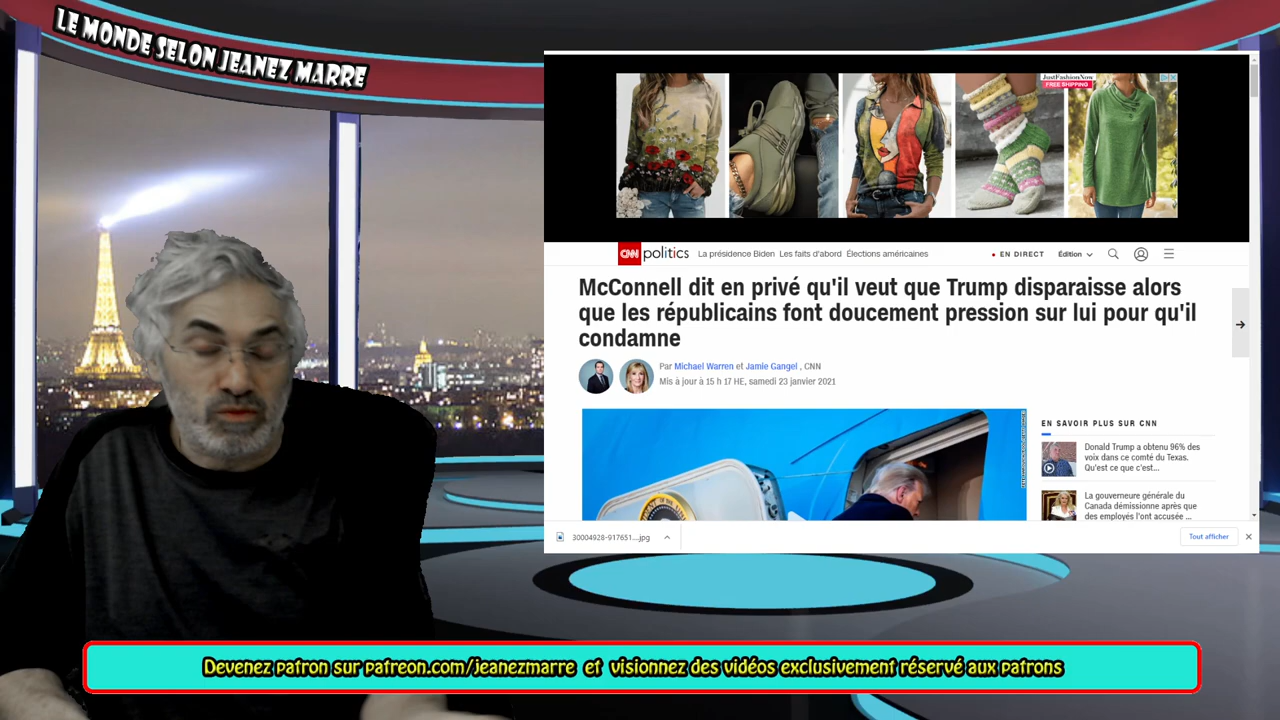 LE MONDE SELON JEANEZ MARRE
JustFashionNow
FREE SHIPPING
CNN politics La présidence Biden Les faits d'abord Élections américaines EN DIRECT Édition
McConnell dit en privé qu'il veut que Trump disparaisse alors
que les républicains font doucement pression sur lui pour qu'il
condamne
Par Michael Warren et Jamie Gangel , CNN
Mis à jour à 15 h 17 HE, samedi 23 janvier 2021
EN SAVOIR PLUS SUR CNN
Donald Trump a obtenu 96% des
voix dans ce comté du Texas.
Qu'est ce que c'est...
La gouverneure générale du
Canada démissionne après que
des employés l'ont accusée ...
30004928-917651....jpg
Tout afficher
Devenez patron sur patreon.com/jeanezmarre et visionnez des vidéos exclusivement réservé aux patrons